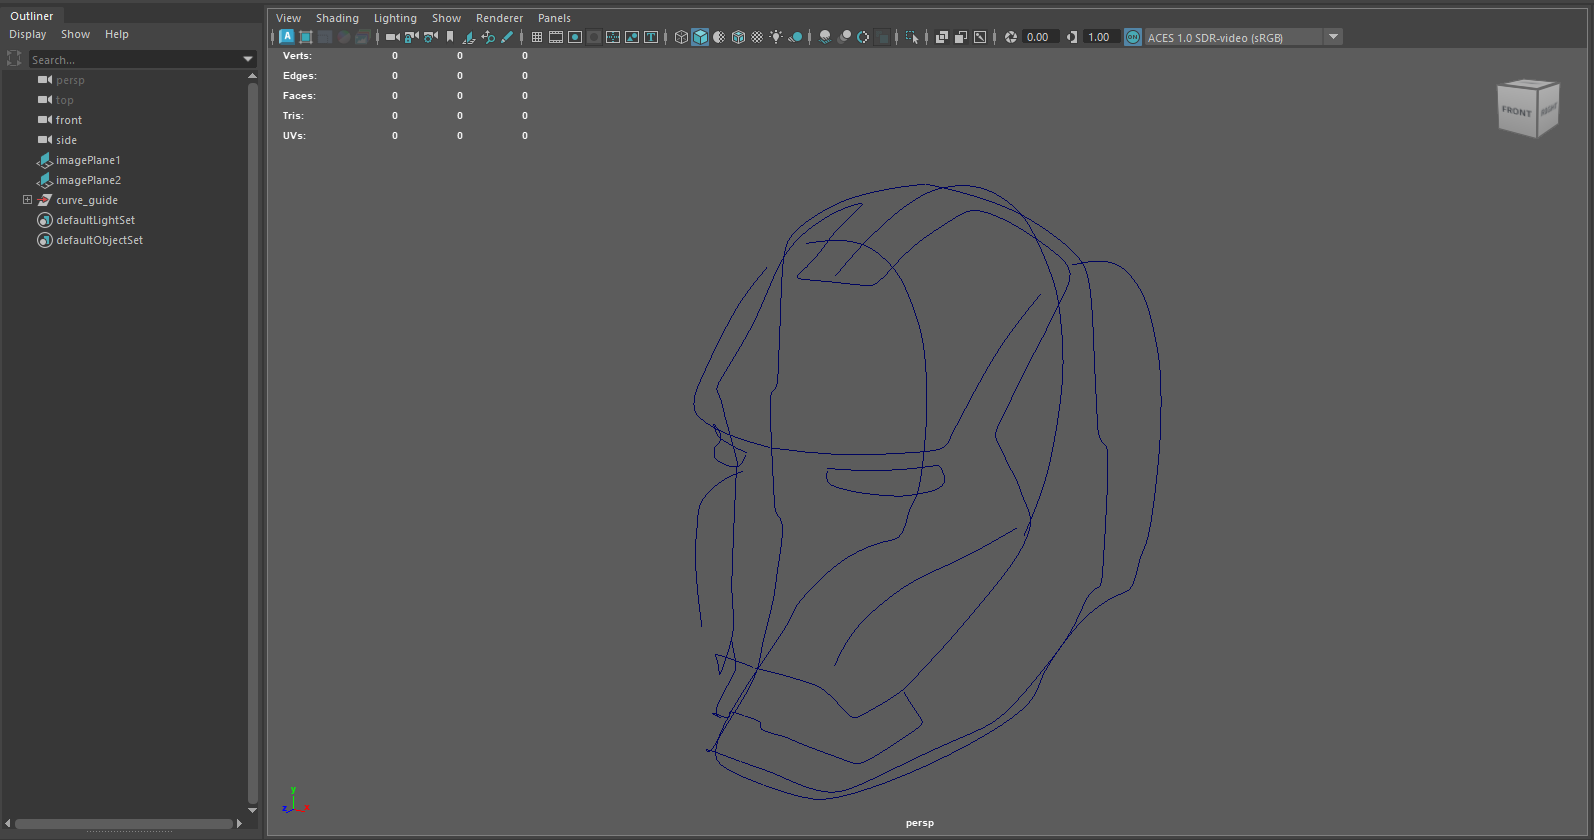 Outliner
Display Show Help
Search...
persp
top
front
side
imagePlane1
imagePlane2
curve_guide
defaultLightSet
defaultObjectSet
View Shading Lighting Show Renderer Panels
A T 0.00 1.00 ON ACES 1.0 SDR-video (sRGB)
Verts: 0 0 0
Edges: 0 0 0
Faces: 0 0 0
Tris: 0 0 0
UVs: 0 0 0
FRONT RIGHT
y
z x
persp